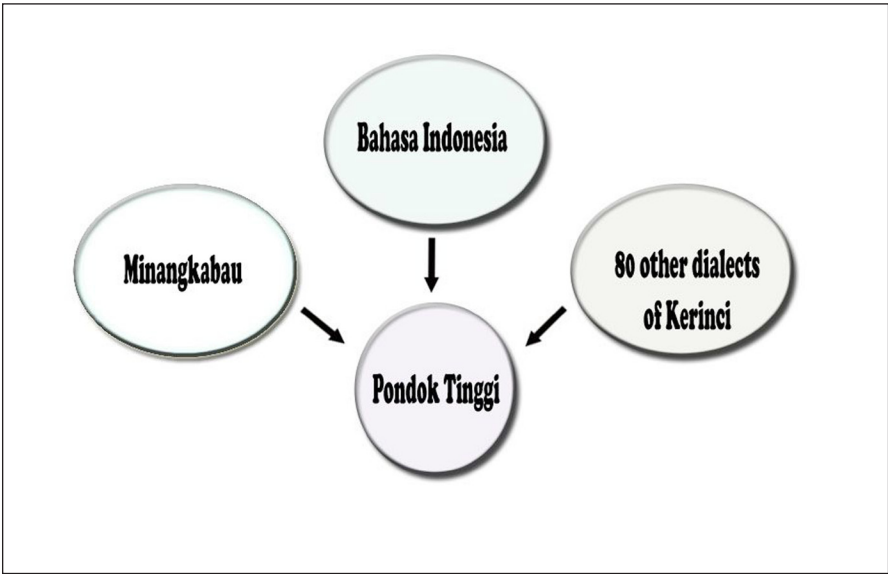 Bahasa Indonesia
Minangkabau
80 other dialects
of Kerinci
Pondok Tinggi